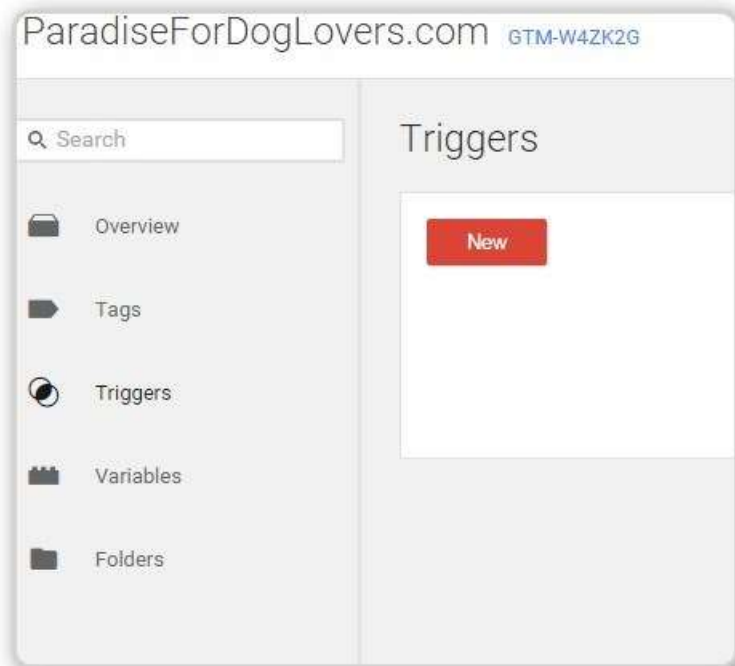 ParadiseForDogLovers.com GTM-W4ZK2G
Search
Triggers
New
Overview
Tags
Triggers
Variables
Folders